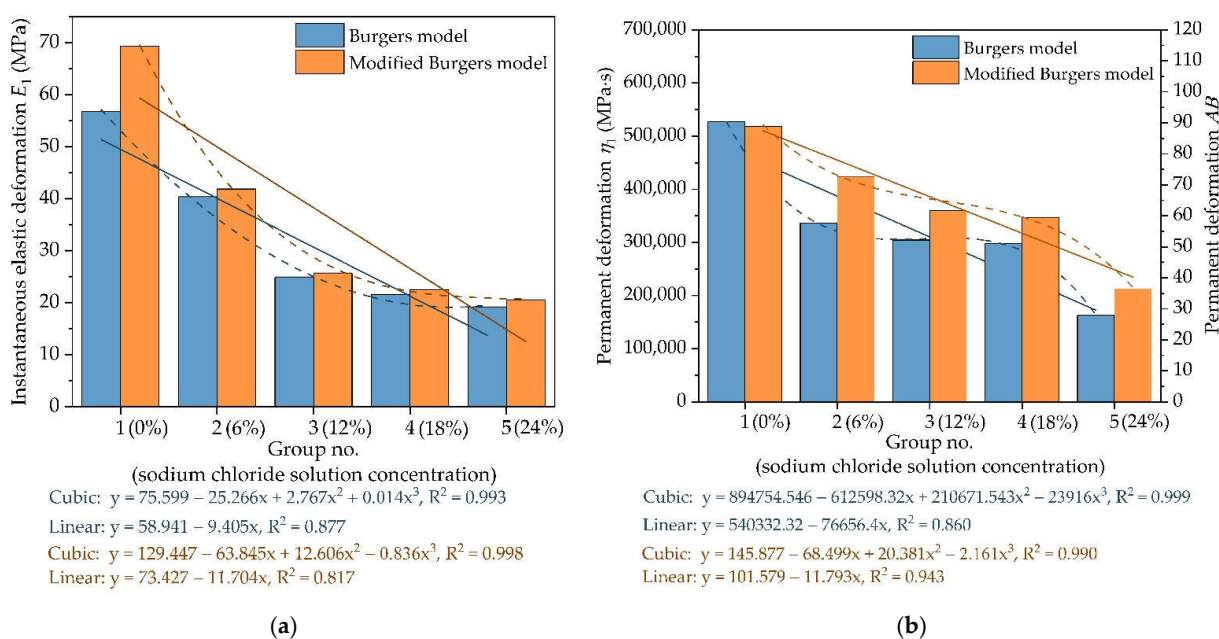 Burgers model
Modified Burgers model
Instantaneous elastic deformation E₁ (MPa)
70
60
50
40
30
20
10
0
1 (0%) 2 (6%) 3 (12%) 4 (18%) 5 (24%)
Group no.
(sodium chloride solution concentration)
Cubic: y = 75.599 − 25.266x + 2.767x² + 0.014x³, R² = 0.993
Linear: y = 58.941 − 9.405x, R² = 0.877
Cubic: y = 129.447 − 63.845x + 12.606x² − 0.836x³, R² = 0.998
Linear: y = 73.427 − 11.704x, R² = 0.817
(a)
Burgers model
Modified Burgers model
Permanent deformation η₁ (MPa·s)
700,000
600,000
500,000
400,000
300,000
200,000
100,000
0
Permanent deformation AB
120
110
100
90
80
70
60
50
40
30
20
10
0
1 (0%) 2 (6%) 3 (12%) 4 (18%) 5 (24%)
Group no.
(sodium chloride solution concentration)
Cubic: y = 894754.546 − 612598.32x + 210671.543x² − 23916x³, R² = 0.999
Linear: y = 540332.32 − 76656.4x, R² = 0.860
Cubic: y = 145.877 − 68.499x + 20.381x² − 2.161x³, R² = 0.990
Linear: y = 101.579 − 11.793x, R² = 0.943
(b)